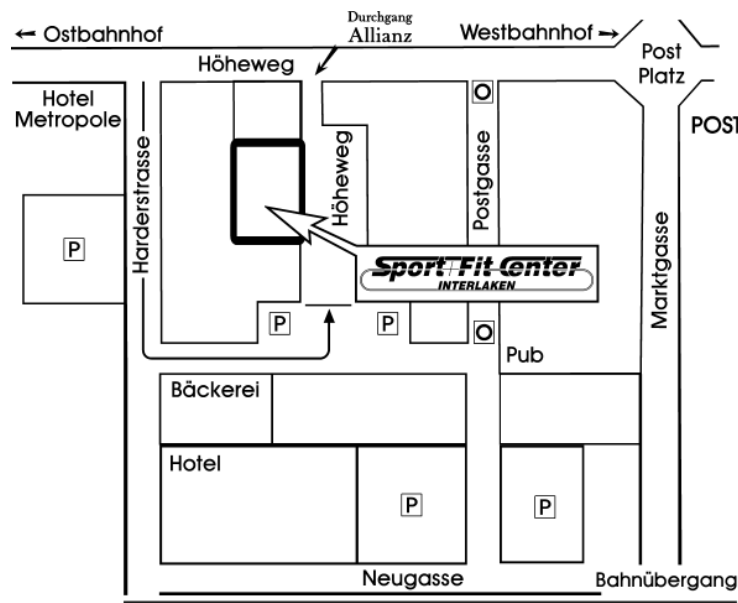 Durchgang
Allianz
← Ostbahnhof
Westbahnhof →
Höheweg
Post
Platz
Hotel
Metropole
POST
Harderstrasse
Höheweg
Postgasse
Marktgasse
P
Sport+Fit Center
INTERLAKEN
P
P
Pub
Bäckerei
Hotel
P
P
Neugasse
Bahnübergang